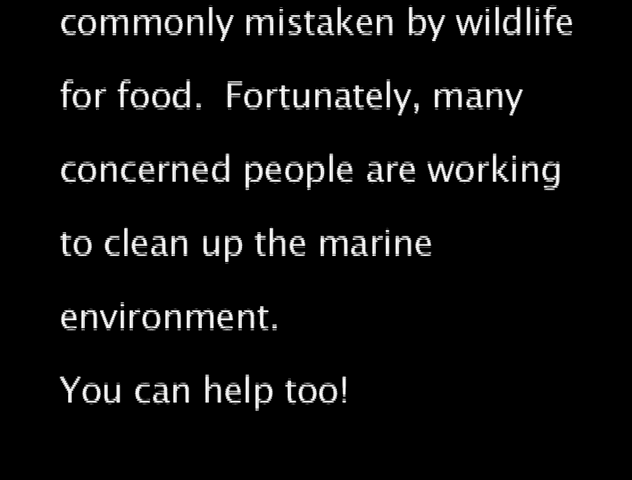 commonly mistaken by wildlife
for food.  Fortunately, many
concerned people are working
to clean up the marine
environment.
You can help too!